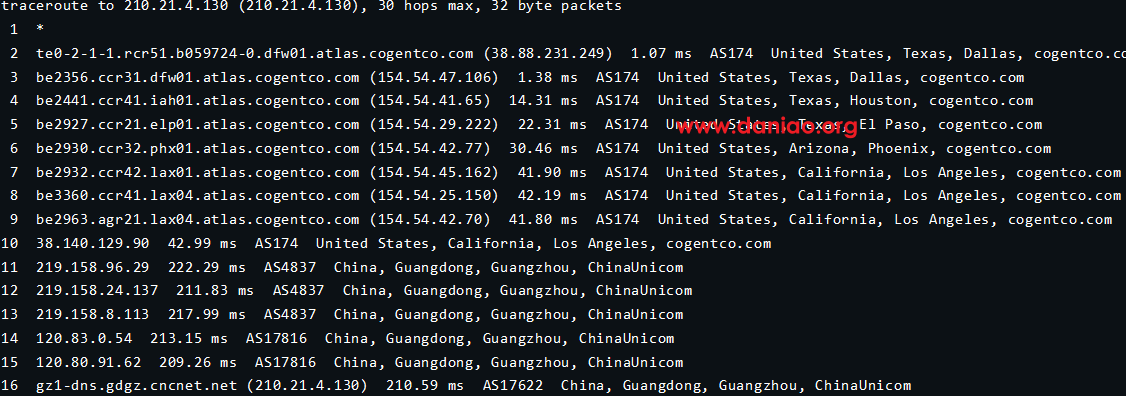 traceroute to 210.21.4.130 (210.21.4.130), 30 hops max, 32 byte packets
1 *
2 te0-2-1-1.rcr51.b059724-0.dfw01.atlas.cogentco.com (38.88.231.249) 1.07 ms AS174 United States, Texas, Dallas, cogentco.co
3 be2356.ccr31.dfw01.atlas.cogentco.com (154.54.47.106) 1.38 ms AS174 United States, Texas, Dallas, cogentco.com
4 be2441.ccr41.iah01.atlas.cogentco.com (154.54.41.65) 14.31 ms AS174 United States, Texas, Houston, cogentco.com
5 be2927.ccr21.elp01.atlas.cogentco.com (154.54.29.222) 22.31 ms AS174 United States, Texas, El Paso, cogentco.com
www.daniao.org
6 be2930.ccr32.phx01.atlas.cogentco.com (154.54.42.77) 30.46 ms AS174 United States, Arizona, Phoenix, cogentco.com
7 be2932.ccr42.lax01.atlas.cogentco.com (154.54.45.162) 41.90 ms AS174 United States, California, Los Angeles, cogentco.com
8 be3360.ccr41.lax04.atlas.cogentco.com (154.54.25.150) 42.19 ms AS174 United States, California, Los Angeles, cogentco.com
9 be2963.agr21.lax04.atlas.cogentco.com (154.54.42.70) 41.80 ms AS174 United States, California, Los Angeles, cogentco.com
10 38.140.129.90 42.99 ms AS174 United States, California, Los Angeles, cogentco.com
11 219.158.96.29 222.29 ms AS4837 China, Guangdong, Guangzhou, ChinaUnicom
12 219.158.24.137 211.83 ms AS4837 China, Guangdong, Guangzhou, ChinaUnicom
13 219.158.8.113 217.99 ms AS4837 China, Guangdong, Guangzhou, ChinaUnicom
14 120.83.0.54 213.15 ms AS17816 China, Guangdong, Guangzhou, ChinaUnicom
15 120.80.91.62 209.26 ms AS17816 China, Guangdong, Guangzhou, ChinaUnicom
16 gz1-dns.gdgz.cncnet.net (210.21.4.130) 210.59 ms AS17622 China, Guangdong, Guangzhou, ChinaUnicom